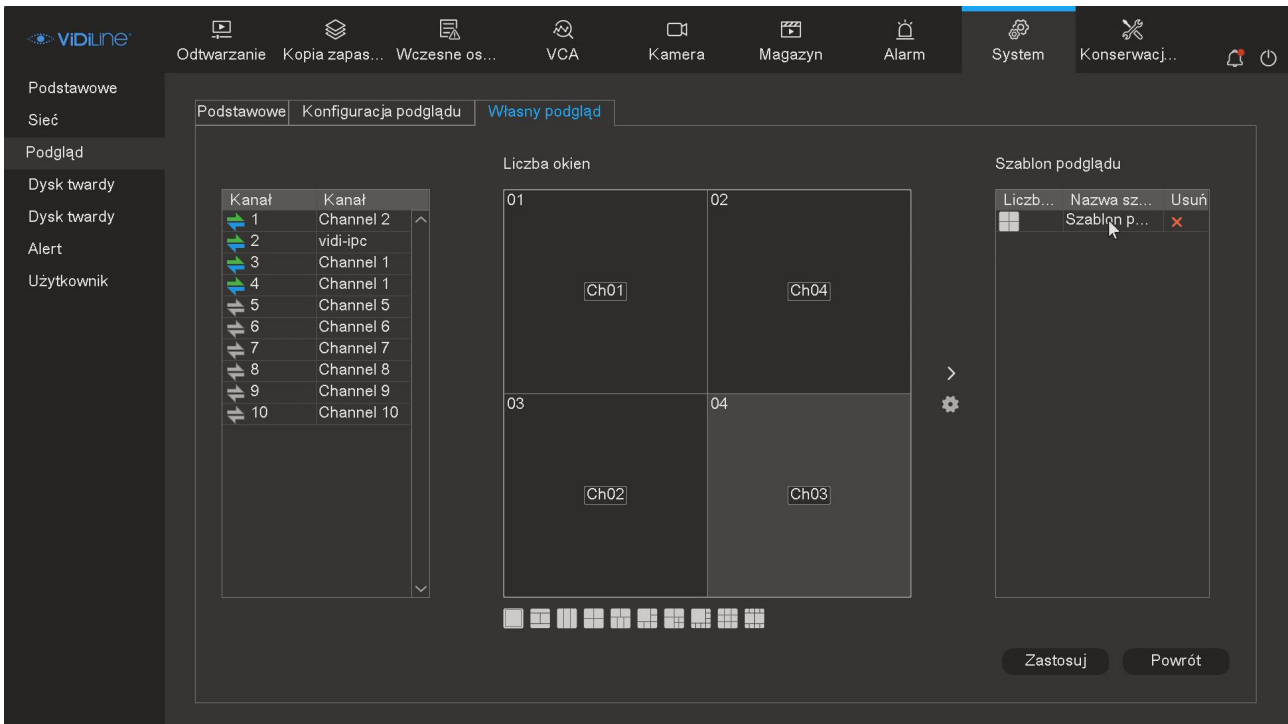 ViDiLINE
Odtwarzanie
Kopia zapas...
Wczesne os...
VCA
Kamera
Magazyn
Alarm
System
Konserwacj...
Podstawowe
Sieć
Podgląd
Dysk twardy
Dysk twardy
Alert
Użytkownik
Podstawowe
Konfiguracja podglądu
Własny podgląd
Kanał Kanał
1 Channel 2
2 vidi-ipc
3 Channel 1
4 Channel 1
5 Channel 5
6 Channel 6
7 Channel 7
8 Channel 8
9 Channel 9
10 Channel 10
Liczba okien
01
Ch01
02
Ch04
03
Ch02
04
Ch03
Szablon podglądu
Liczb... Nazwa sz... Usuń
Szablon p...
Zastosuj
Powrót